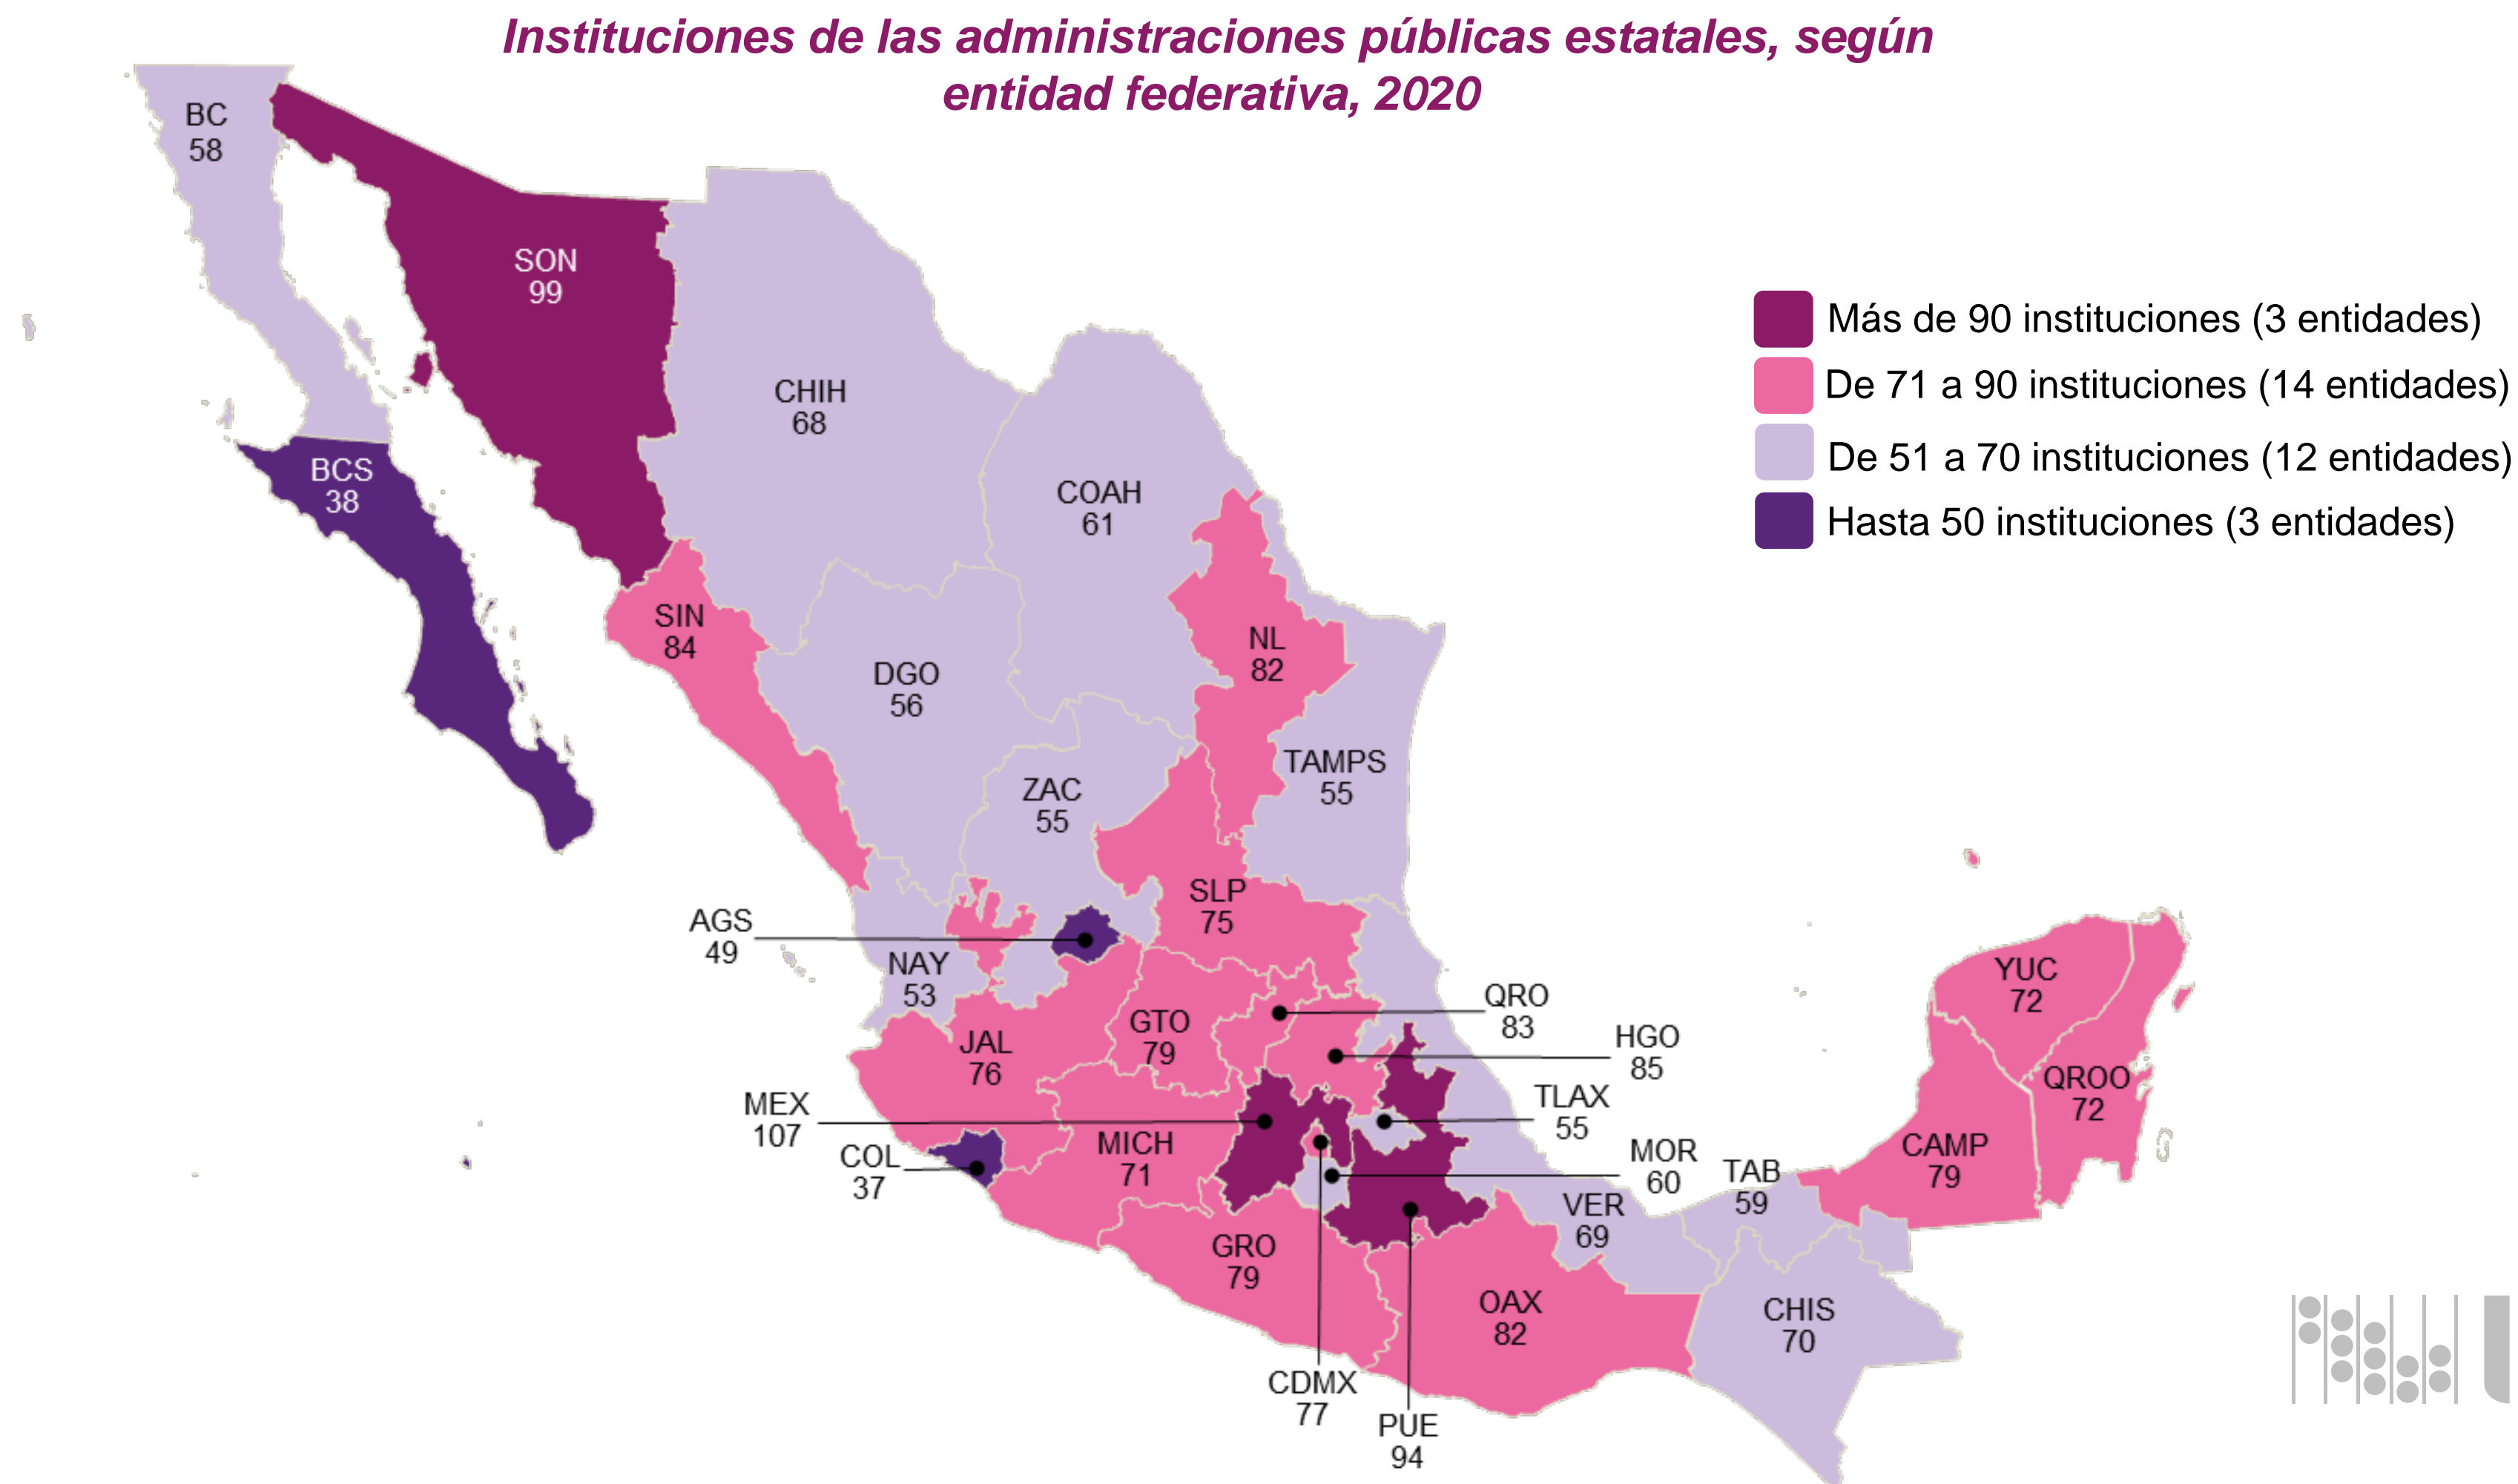 Instituciones de las administraciones públicas estatales, según
entidad federativa, 2020
BC
58
SON
99
Más de 90 instituciones (3 entidades)
De 71 a 90 instituciones (14 entidades)
De 51 a 70 instituciones (12 entidades)
Hasta 50 instituciones (3 entidades)
CHIH
68
BCS
38
COAH
61
SIN
84
NL
82
DGO
56
TAMPS
55
ZAC
55
SLP
75
AGS
49
NAY
53
YUC
72
QRO
83
GTO
79
HGO
85
JAL
76
QROO
72
MEX
107
TLAX
55
MICH
71
CAMP
79
COL
37
MOR
60
TAB
59
VER
69
GRO
79
OAX
82
CHIS
70
CDMX
77
PUE
94